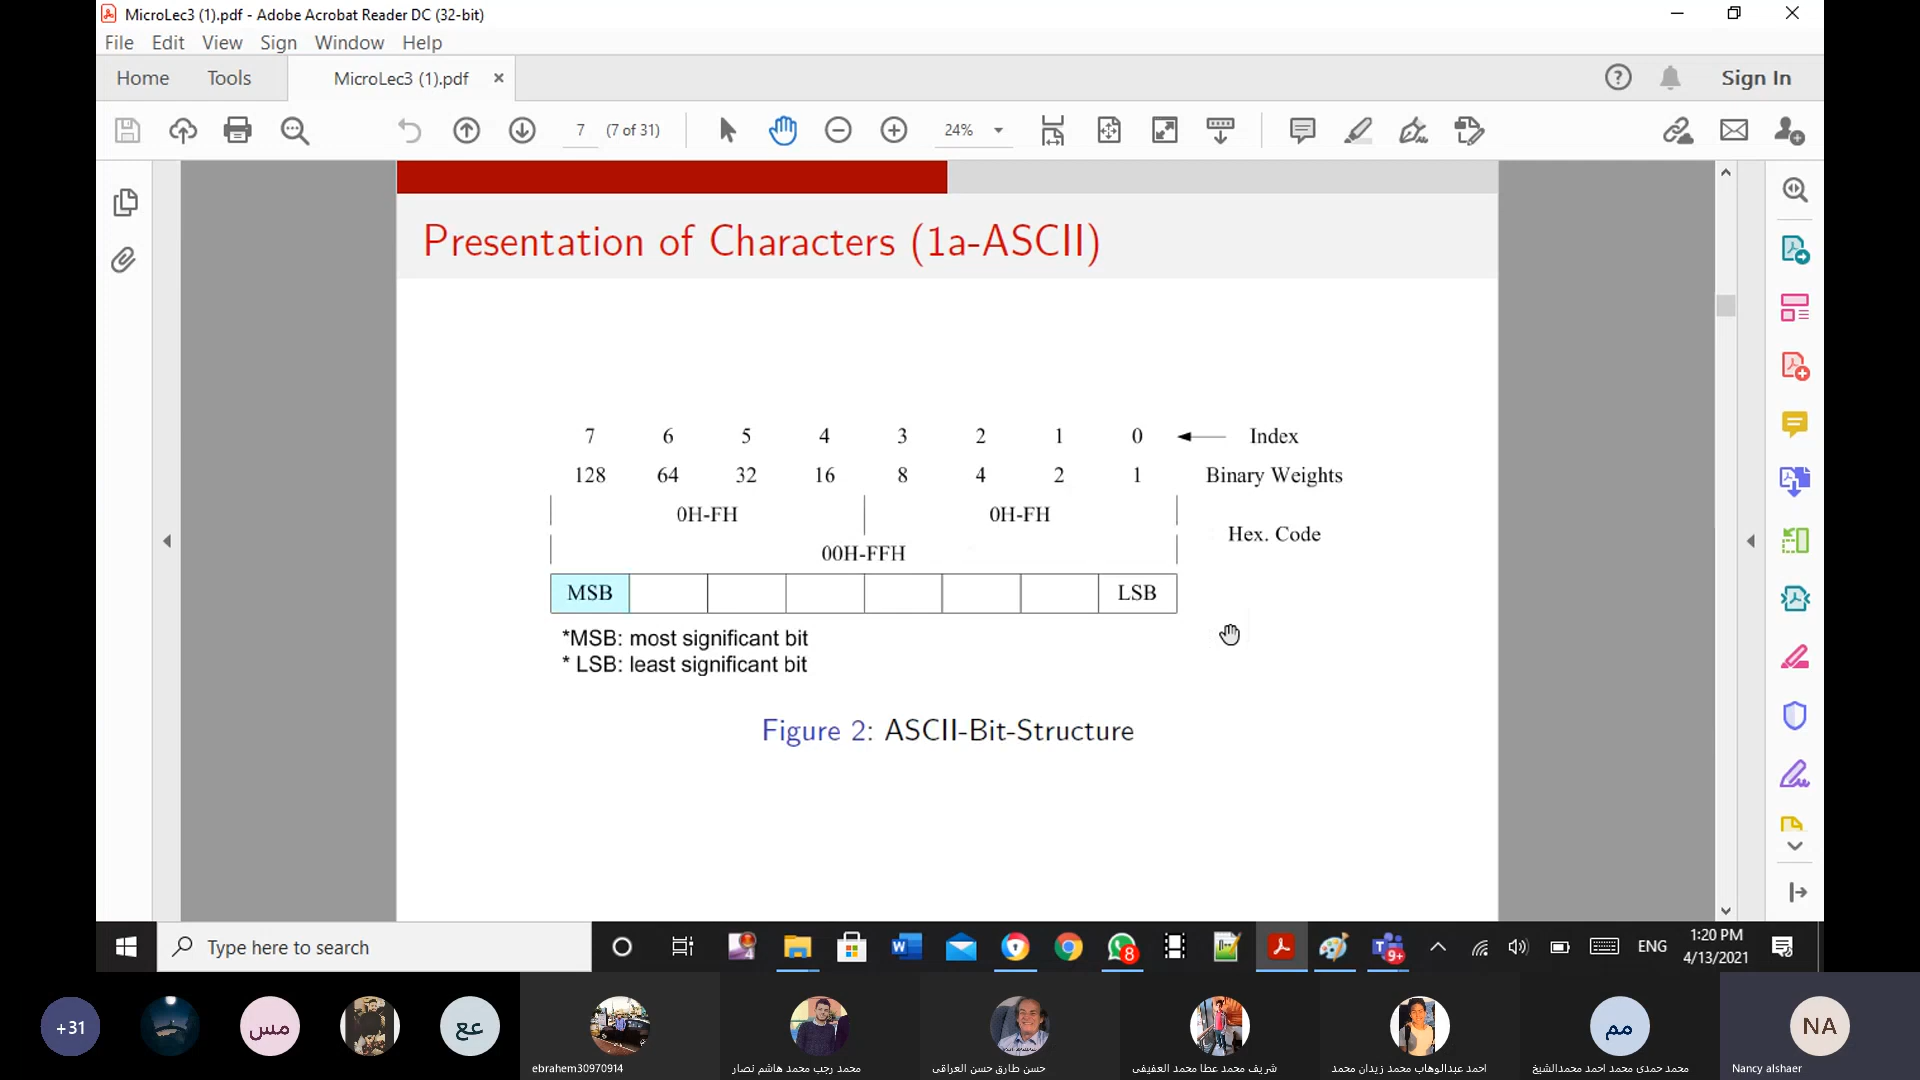 MicroLec3 (1).pdf - Adobe Acrobat Reader DC (32-bit)
File Edit View Sign Window Help
Home Tools MicroLec3 (1).pdf Sign In
7 (7 of 31) 24%
Presentation of Characters (1a-ASCII)
7 6 5 4 3 2 1 0 Index
128 64 32 16 8 4 2 1 Binary Weights
0H-FH 0H-FH
Hex. Code
00H-FFH
MSB LSB
*MSB: most significant bit
* LSB: least significant bit
Figure 2: ASCII-Bit-Structure
Type here to search
4
8
9+
ENG
1:20 PM
4/13/2021
+31
مس
عع
مم
NA
ebrahem30970914
محمد رجب محمد هاشم نصار
حسن طارق حسن العراقى
شريف محمد عطا محمد العفيفى
احمد عبدالوهاب محمد زيدان محمد
محمد حمدى محمد احمد محمدالشيخ
Nancy alshaer